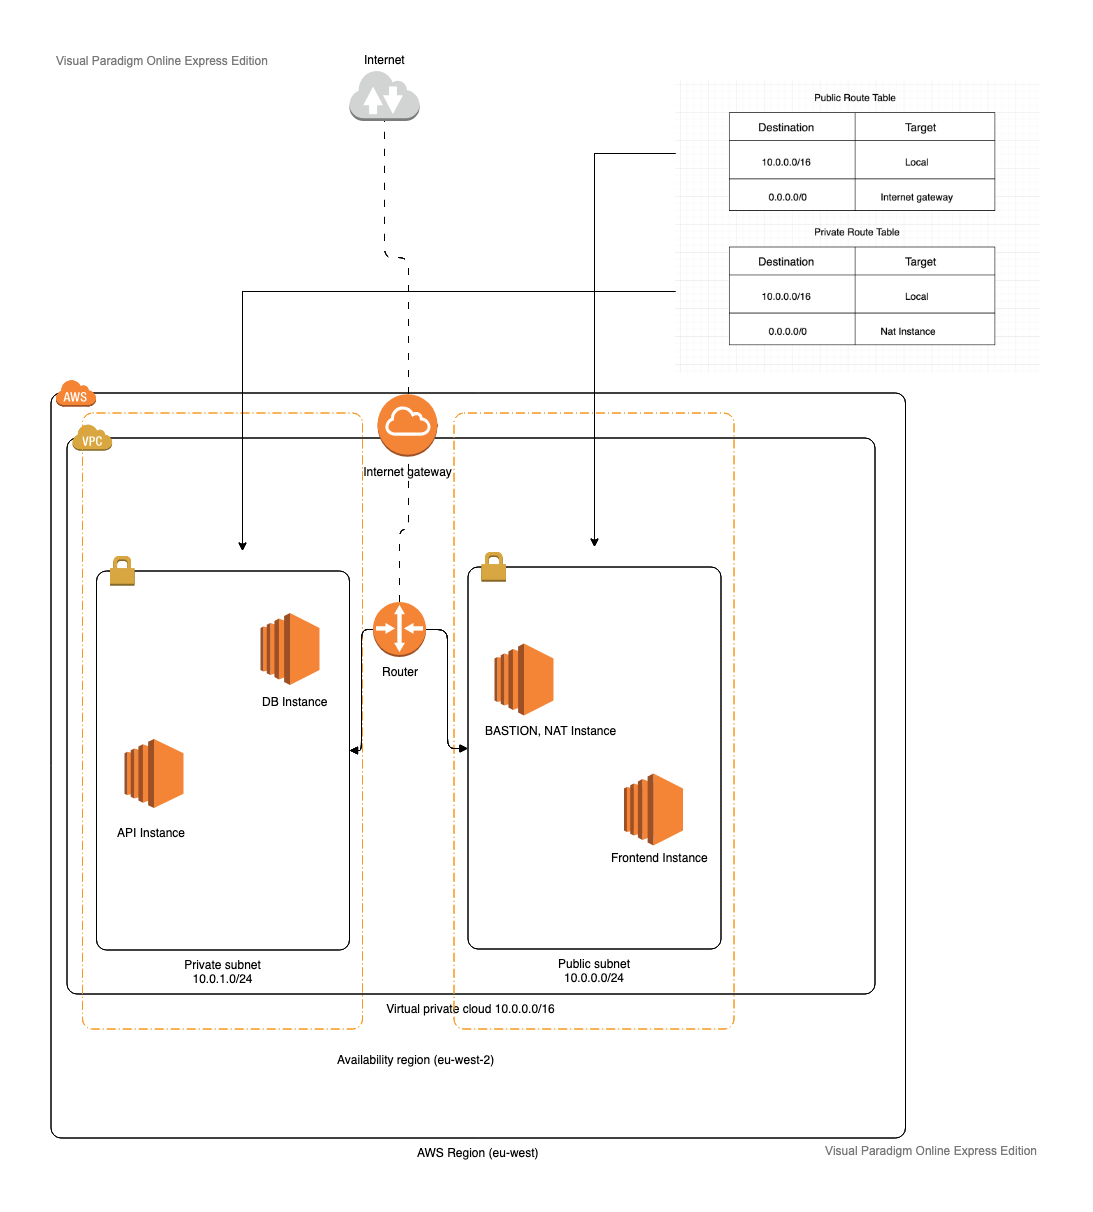 Visual Paradigm Online Express Edition
Internet
Public Route Table
Destination Target
10.0.0.0/16 Local
0.0.0.0/0 Internet gateway
Private Route Table
Destination Target
10.0.0.0/16 Local
0.0.0.0/0 Nat Instance
AWS
VPC
Internet gateway
Router
DB Instance
BASTION, NAT Instance
API Instance
Frontend Instance
Private subnet
10.0.1.0/24
Public subnet
10.0.0.0/24
Virtual private cloud 10.0.0.0/16
Availability region (eu-west-2)
AWS Region (eu-west)
Visual Paradigm Online Express Edition